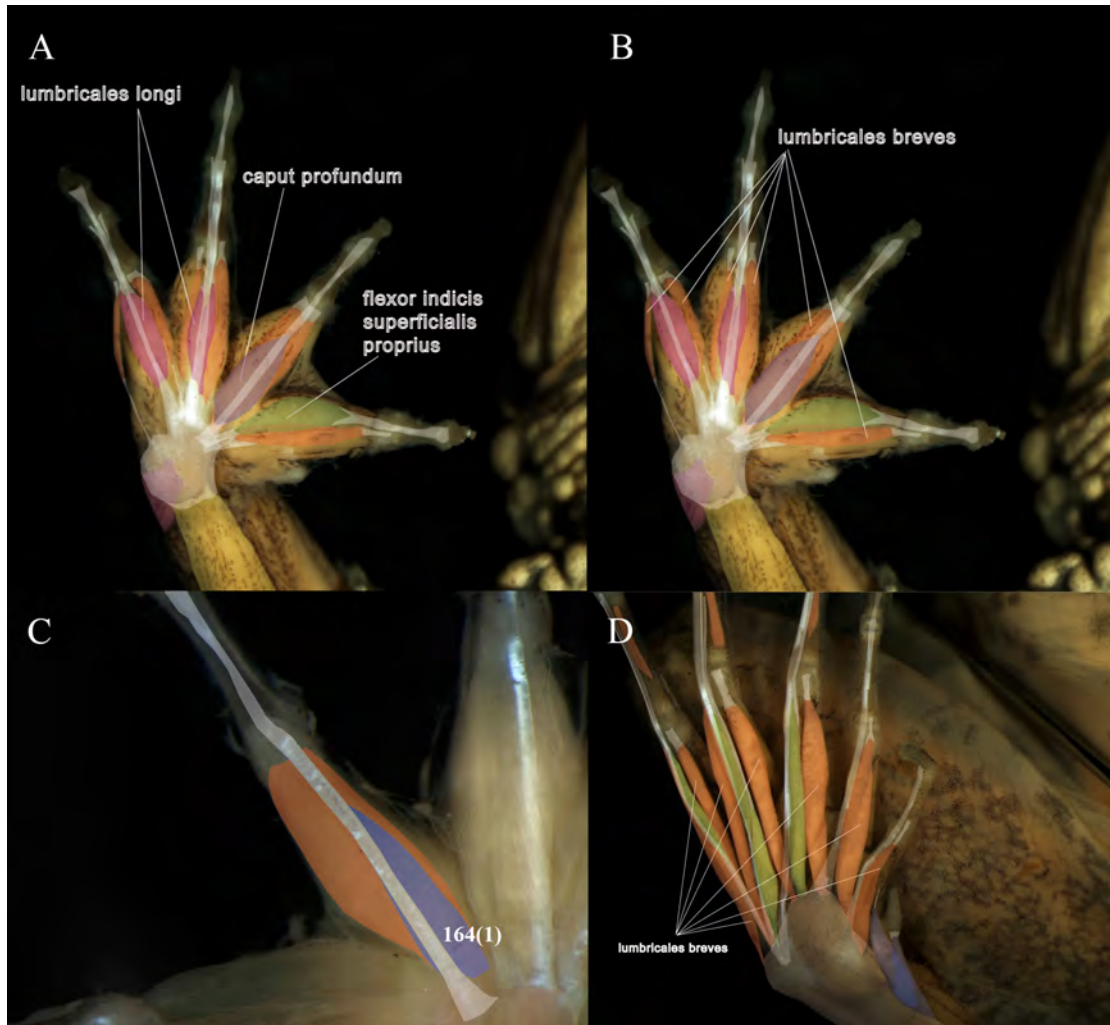 A
B
lumbricales longi
lumbricales breves
caput profundum
flexor indicis
superficialis
proprius
C
D
164(1)
lumbricales breves